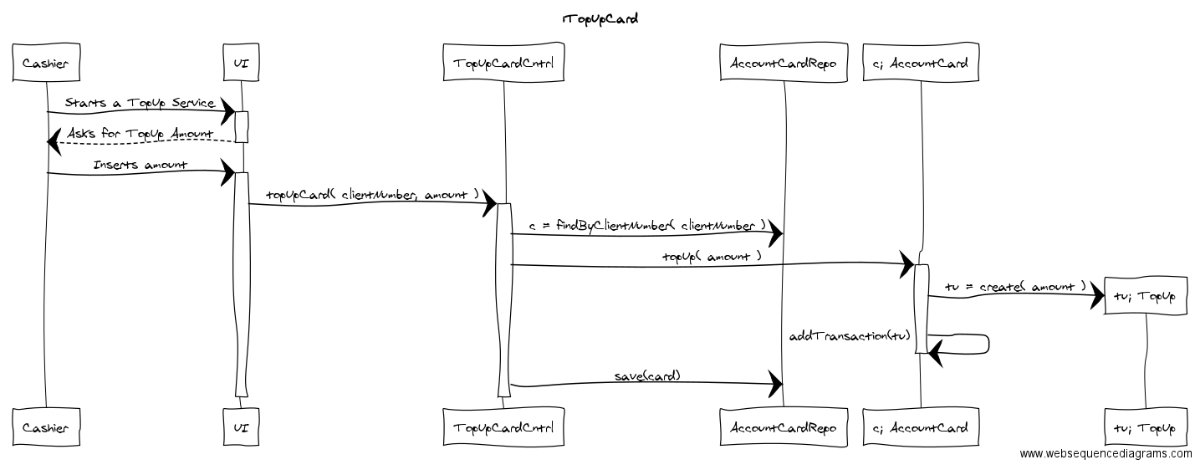 TopUpCard
Cashier
UI
TopUpCardCntrl
AccountCardRepo
c; AccountCard
Starts a TopUp Service
Asks for TopUp Amount
Inserts amount
topUpCard( clientNumber, amount )
c = findByClientNumber( clientNumber )
topUp( amount )
tu = create( amount )
tu; TopUp
addTransaction(tu)
save(card)
Cashier
UI
TopUpCardCntrl
AccountCardRepo
c; AccountCard
tu; TopUp
www.websequencediagrams.com